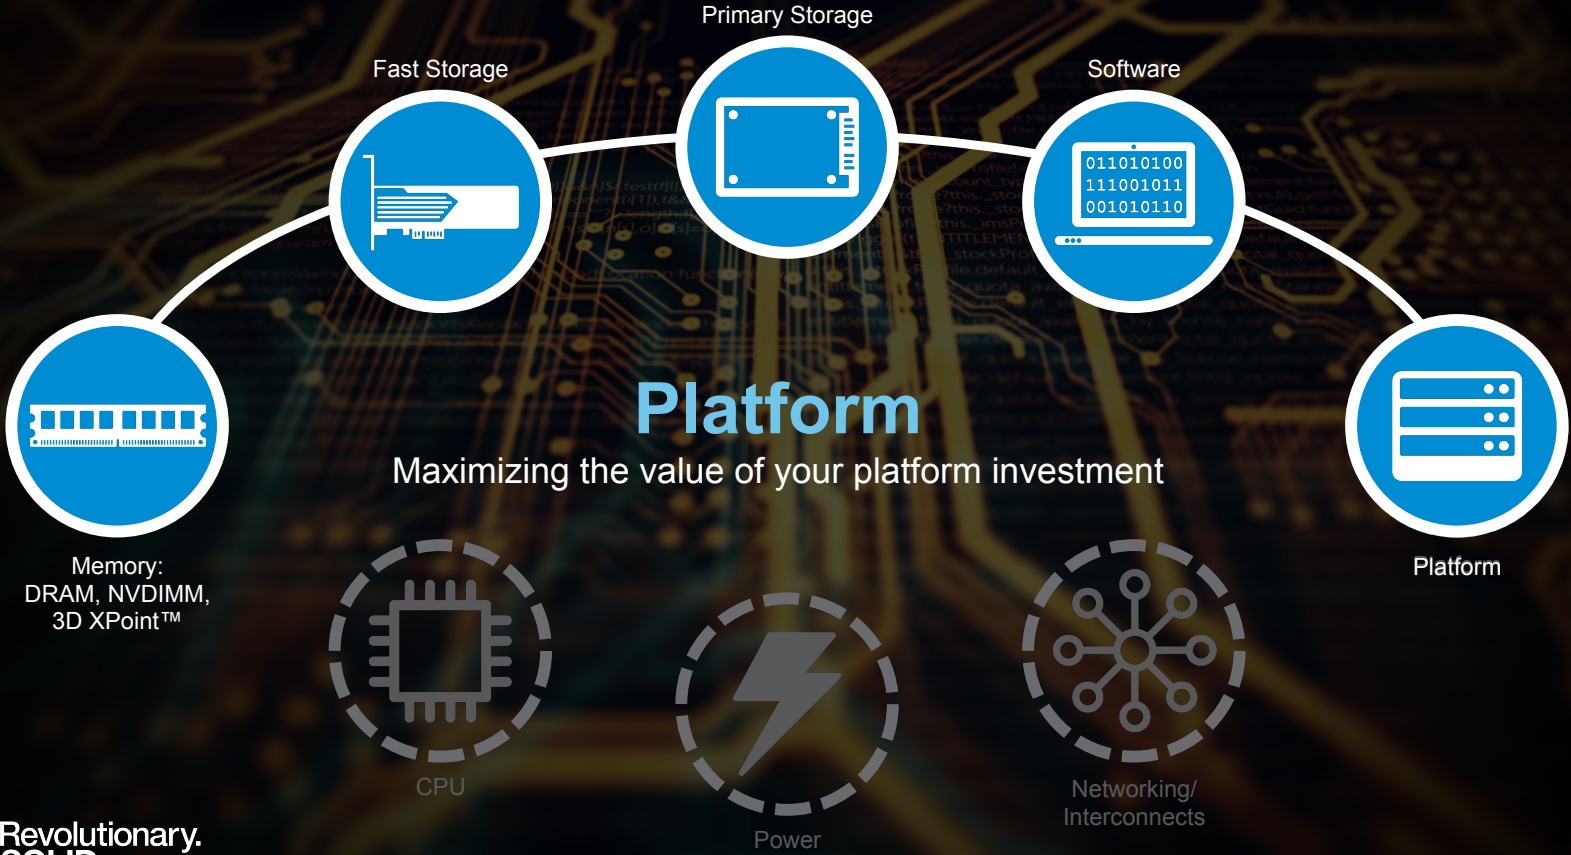 Primary Storage
Fast Storage
Software
011010100
111001011
001010110
Platform
Maximizing the value of your platform investment
Memory:
DRAM, NVDIMM,
3D XPoint™
Platform
CPU
Networking/
Interconnects
Power
Revolutionary.